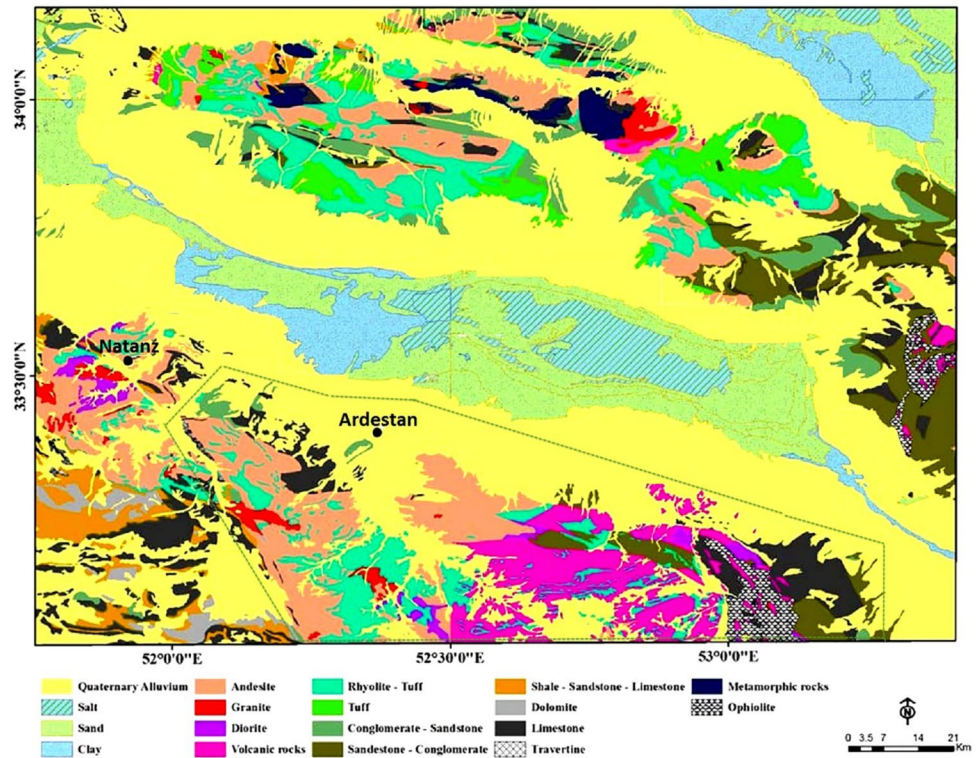 34°0'0"N
33°30'0"N
Natanz
Ardestan
52°0'0"E
52°30'0"E
53°0'0"E
Quaternary Alluvium
Salt
Sand
Clay
Andesite
Granite
Diorite
Volcanic rocks
Rhyolite - Tuff
Tuff
Conglomerate - Sandstone
Sandestone - Conglomerate
Shale - Sandstone - Limestone
Dolomite
Limestone
Travertine
Metamorphic rocks
Ophiolite
N
0 3.5 7 14 21
Km